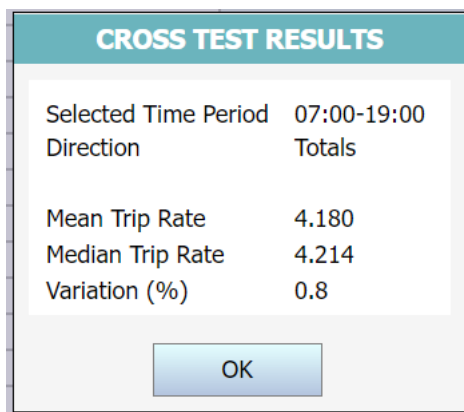 CROSS TEST RESULTS
Selected Time Period 07:00-19:00
Direction Totals
Mean Trip Rate 4.180
Median Trip Rate 4.214
Variation (%) 0.8
OK